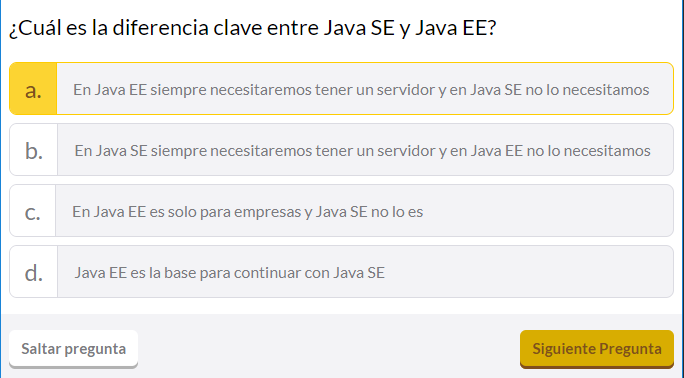 ¿Cuál es la diferencia clave entre Java SE y Java EE?
a. En Java EE siempre necesitaremos tener un servidor y en Java SE no lo necesitamos
b. En Java SE siempre necesitaremos tener un servidor y en Java EE no lo necesitamos
c. En Java EE es solo para empresas y Java SE no lo es
d. Java EE es la base para continuar con Java SE
Saltar pregunta Siguiente Pregunta